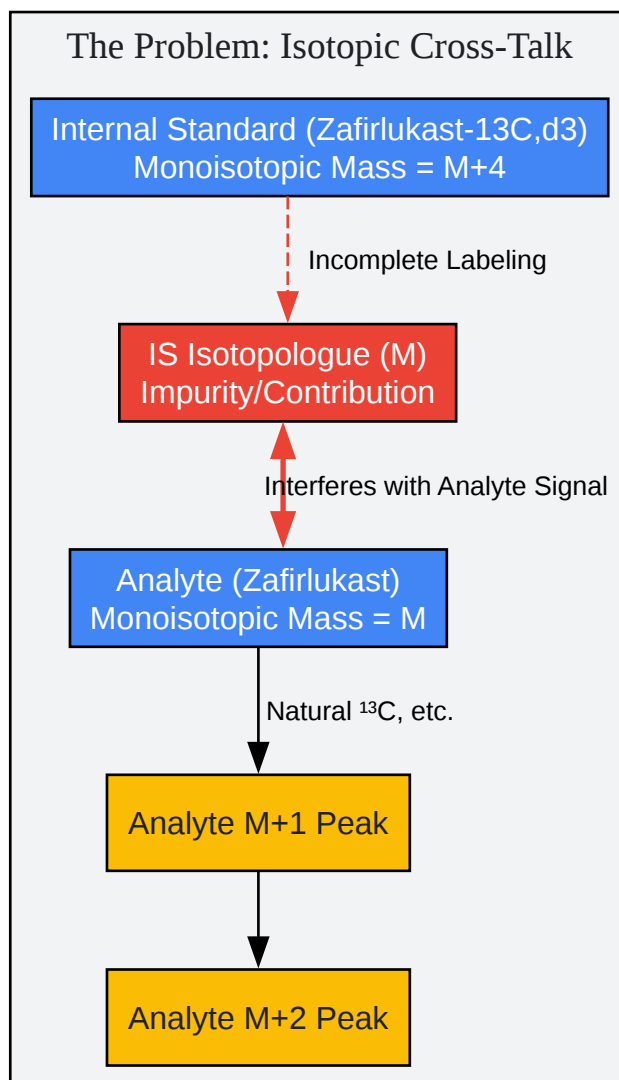 The Problem: Isotopic Cross-Talk
Internal Standard (Zafirlukast-13C,d3)
Monoisotopic Mass = M+4
Incomplete Labeling
IS Isotopologue (M)
Impurity/Contribution
Interferes with Analyte Signal
Analyte (Zafirlukast)
Monoisotopic Mass = M
Natural ¹³C, etc.
Analyte M+1 Peak
Analyte M+2 Peak